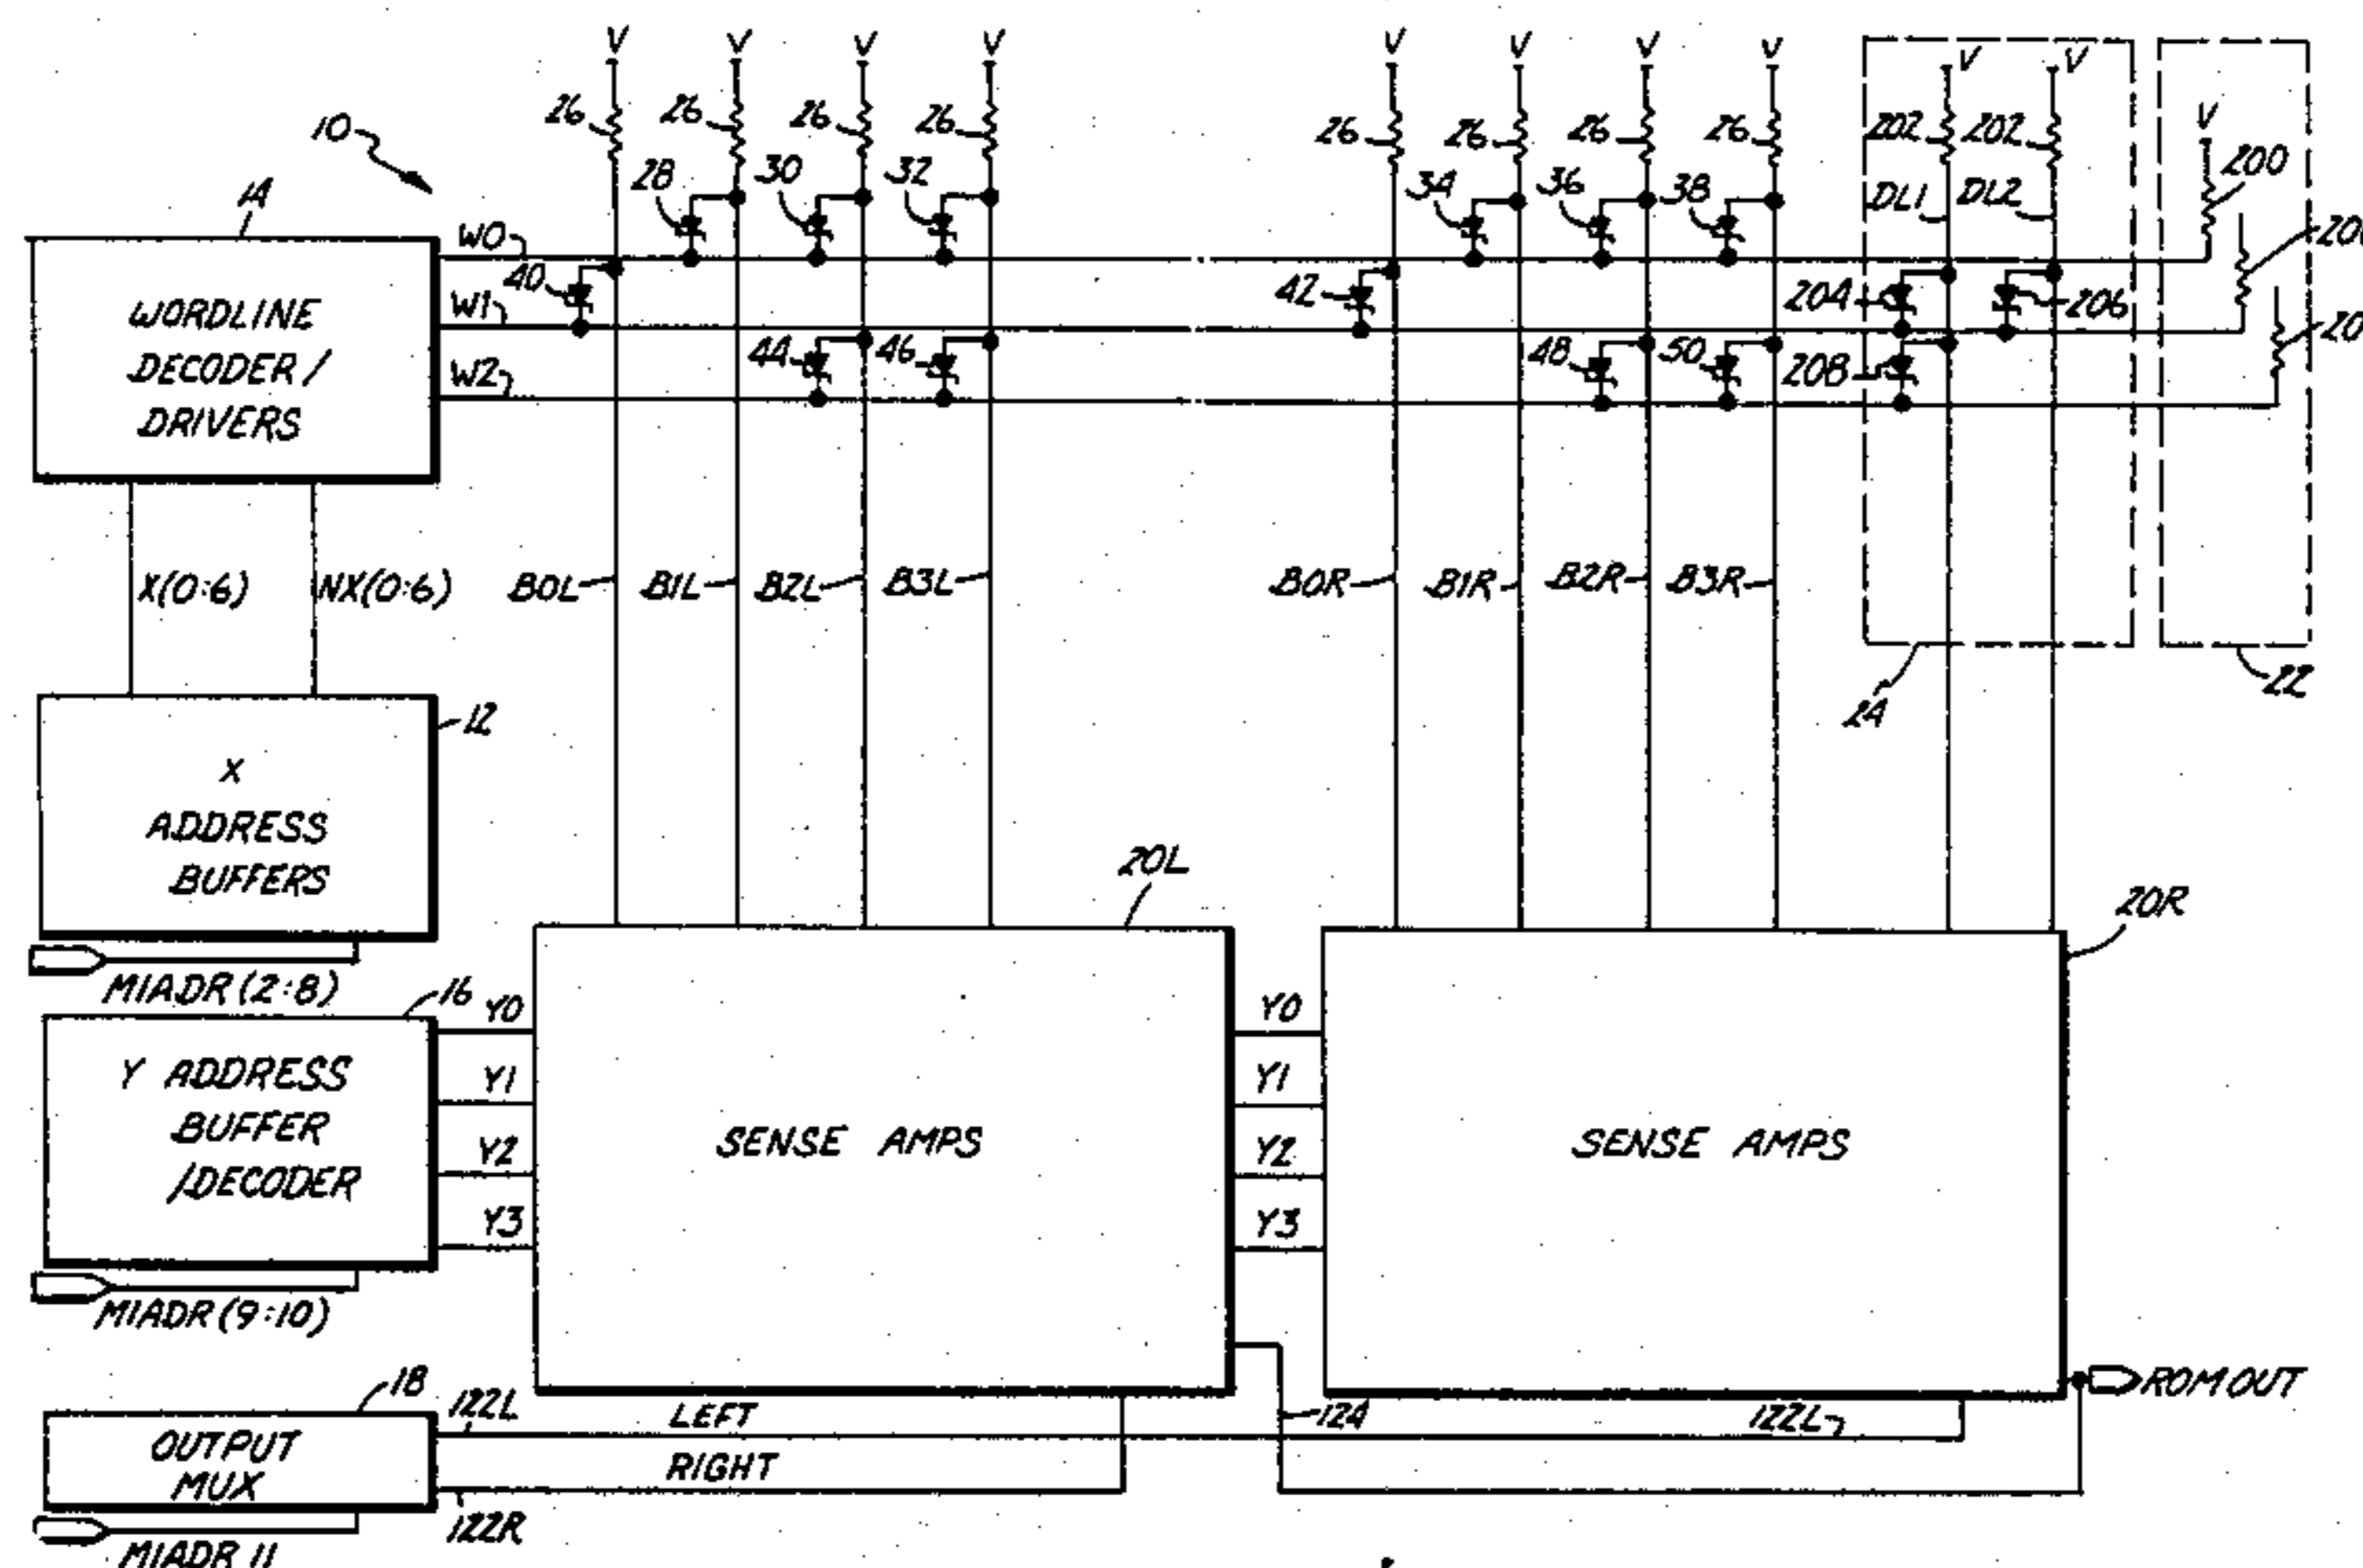 V V V V V V V V V V
V
26 26 26 26 26 26 26 26 202 202
10
28 30 32 34 36 38 DL1 DL2 200
14
W0
40 42 204 206
W1
44 46 48 50 208
W2
WORDLINE
DECODER/
DRIVERS
X(0:6) NX(0:6) B0L B1L B2L B3L B0R B1R B2R B3R
24 22
12
X
ADDRESS
BUFFERS
MIADR(2:8)
20L 20R
16
Y ADDRESS
BUFFER
/DECODER
Y0 Y0
Y1 Y1
Y2 Y2
Y3 Y3
SENSE AMPS SENSE AMPS
MIADR(9:10)
18
OUTPUT
MUX
122L LEFT 124 122L ROM OUT
RIGHT
122R
MIADR 11